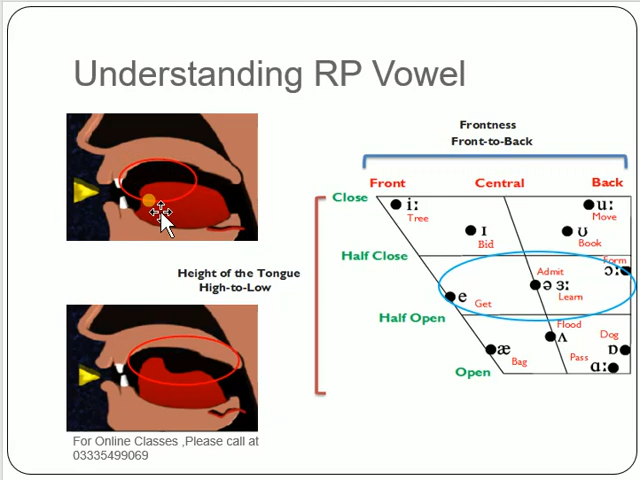 Understanding RP Vowel
Frontness
Front-to-Back
Front Central Back
Close
iː
Tree
uː
Move
ɪ
Bid
ʊ
Book
Half Close
Form
ɔː
Admit
ə ɜː
Learn
e
Get
Height of the Tongue
High-to-Low
Half Open
Flood
ʌ
Dog
ɒ
æ
Bag
Pass
ɑː
Open
For Online Classes ,Please call at
03335499069